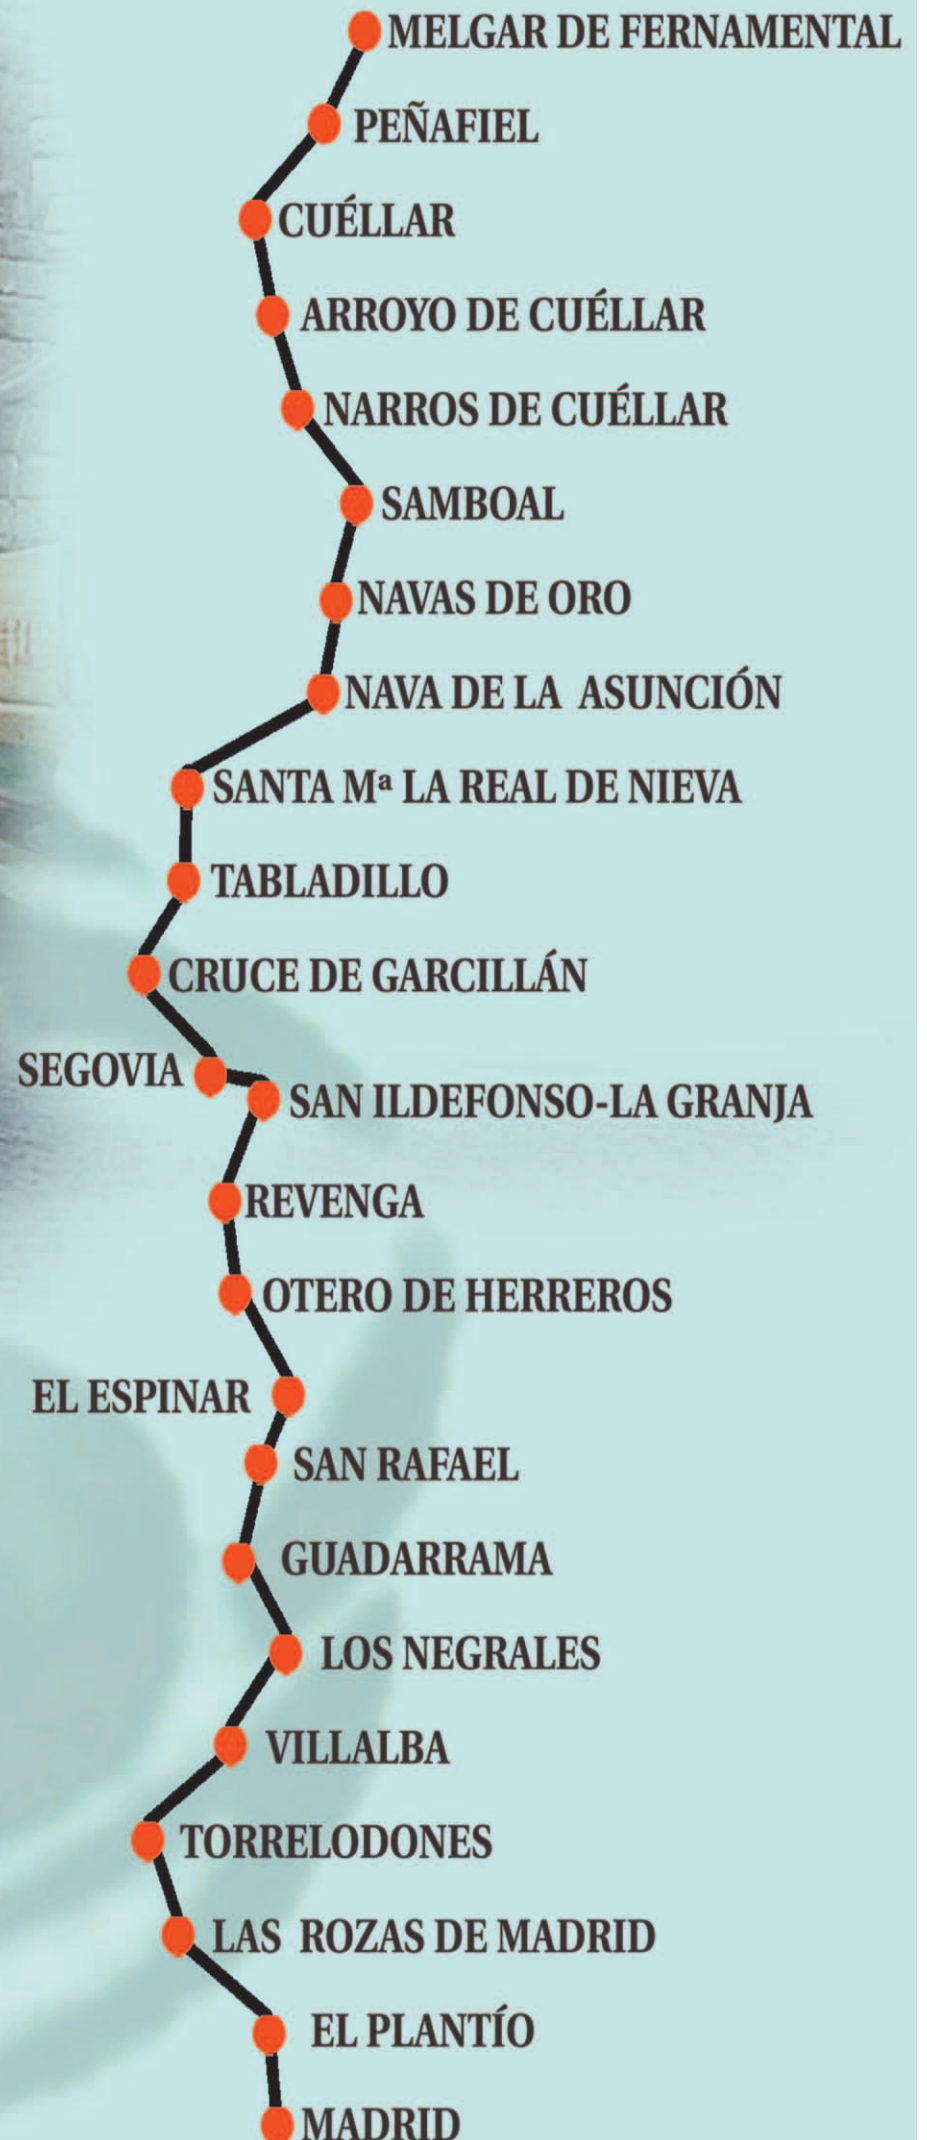 MELGAR DE FERNAMENTAL
PEÑAFIEL
CUÉLLAR
ARROYO DE CUÉLLAR
NARROS DE CUÉLLAR
SAMBOAL
NAVAS DE ORO
NAVA DE LA ASUNCIÓN
SANTA Mª LA REAL DE NIEVA
TABLADILLO
CRUCE DE GARCILLÁN
SEGOVIA
SAN ILDEFONSO-LA GRANJA
REVENGA
OTERO DE HERREROS
EL ESPINAR
SAN RAFAEL
GUADARRAMA
LOS NEGRALES
VILLALBA
TORRELODONES
LAS ROZAS DE MADRID
EL PLANTÍO
MADRID